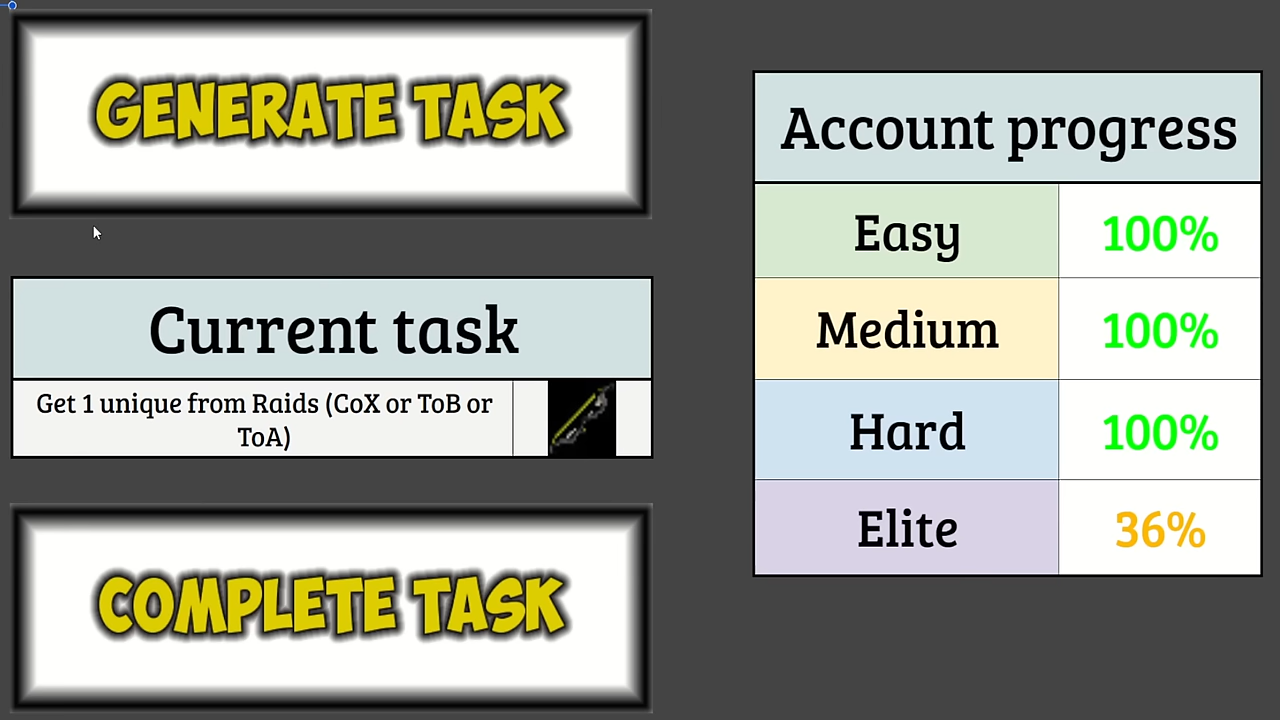 GENERATE TASK
Current task
Get 1 unique from Raids (CoX or ToB or
ToA)
COMPLETE TASK
Account progress
Easy 100%
Medium 100%
Hard 100%
Elite 36%